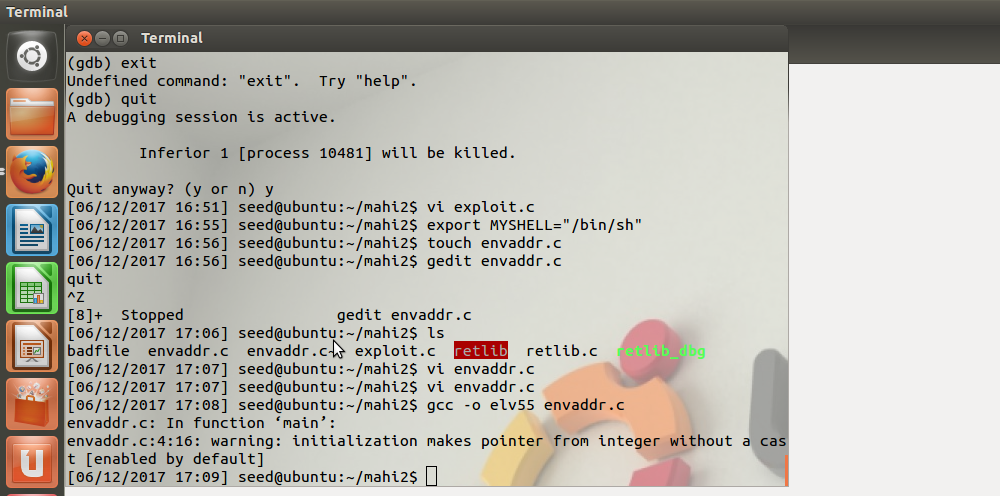 Terminal
Terminal
(gdb) exit
Undefined command: "exit".  Try "help".
(gdb) quit
A debugging session is active.
Inferior 1 [process 10481] will be killed.
Quit anyway? (y or n) y
[06/12/2017 16:51] seed@ubuntu:~/mahi2$ vi exploit.c
[06/12/2017 16:55] seed@ubuntu:~/mahi2$ export MYSHELL="/bin/sh"
[06/12/2017 16:56] seed@ubuntu:~/mahi2$ touch envaddr.c
[06/12/2017 16:56] seed@ubuntu:~/mahi2$ gedit envaddr.c
quit
^Z
[8]+  Stopped                 gedit envaddr.c
[06/12/2017 17:06] seed@ubuntu:~/mahi2$ ls
badfile  envaddr.c  envaddr.c~  exploit.c  retlib  retlib.c  retlib_dbg
[06/12/2017 17:07] seed@ubuntu:~/mahi2$ vi envaddr.c
[06/12/2017 17:07] seed@ubuntu:~/mahi2$ vi envaddr.c
[06/12/2017 17:08] seed@ubuntu:~/mahi2$ gcc -o elv55 envaddr.c
envaddr.c: In function ‘main’:
envaddr.c:4:16: warning: initialization makes pointer from integer without a cas
t [enabled by default]
[06/12/2017 17:09] seed@ubuntu:~/mahi2$